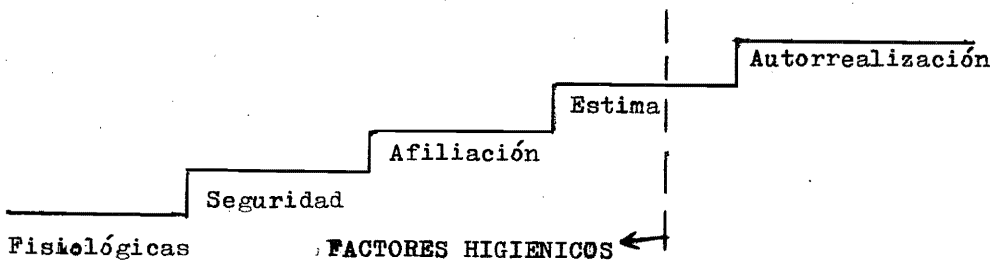 Autorrealización
Estima
Afiliación
Seguridad
Fisiológicas
FACTORES HIGIENICOS